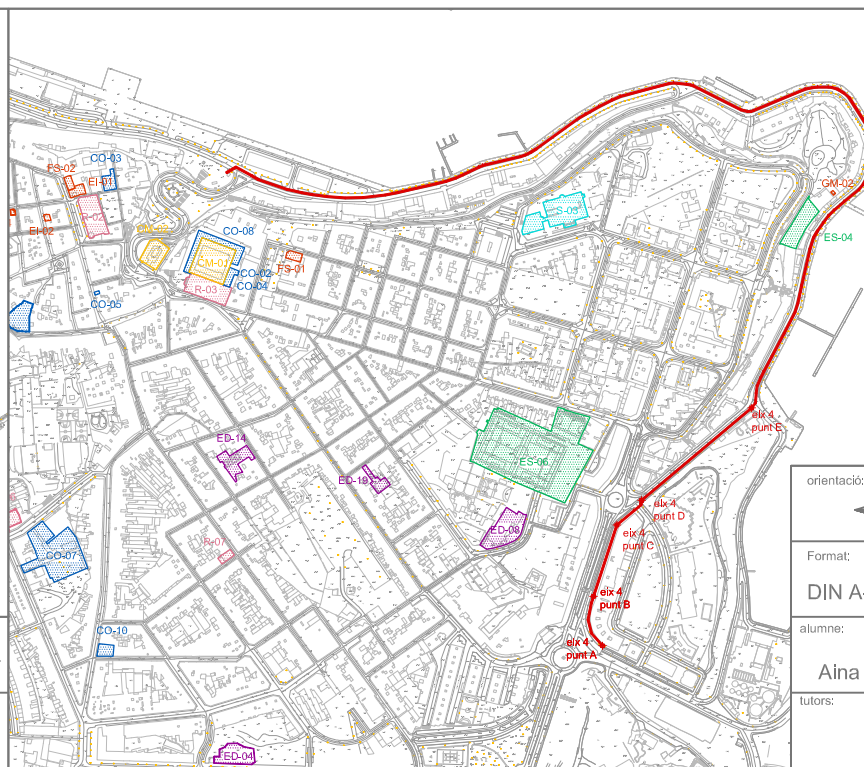 CO-03
FS-02
EI-01
R-02
EI-02
CO-08
CM-01
CO-02
CO-04
R-03
FS-01
CO-05
GM-02
ES-04
eix 4
punt E
ED-14
ED-19
ES-06
ED-08
eix 4
punt D
eix 4
punt C
R-07
CO-07
eix 4
punt B
CO-10
eix 4
punt A
ED-04
orientació:
Format;
DIN A-
alumne:
Aina
tutors: